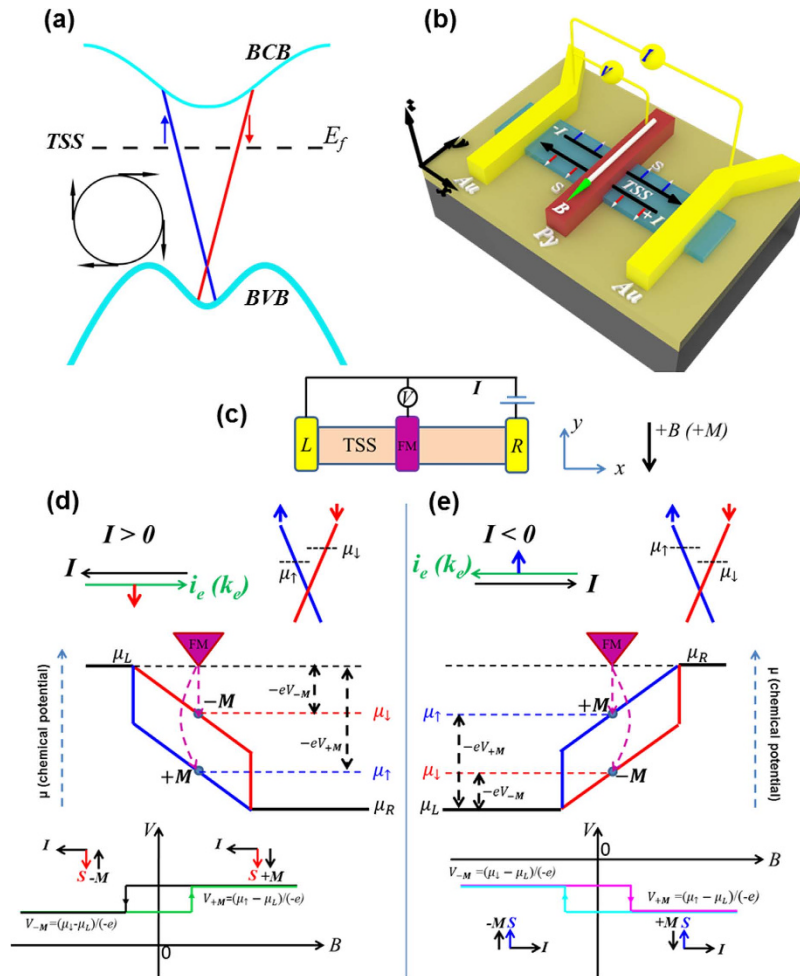 (a)
BCB
TSS
E_f
BVB
(b)
I
V
-I
S
z
y
x
Au
S
TSS
B
+I
Py
Au
(c)
I
V
L
TSS
FM
R
y
x
+B (+M)
(d)
I > 0
I
i_e (k_e)
μ↑
μ↓
FM
μ_L
μ (chemical potential)
−M
−eV_−M
μ↓
−eV_+M
+M
μ↑
μ_R
V
I
S -M
I
S +M
V_−M =(μ↓-μ_L)/(-e)
V_+M=(μ↑ − μ_L)/(-e)
0
B
(e)
I < 0
i_e (k_e)
I
μ↑
μ↓
FM
μ_R
μ (chemical potential)
+M
μ↑
−eV_+M
μ↓
−M
−eV_−M
μ_L
V
0
B
V_−M =(μ↓ − μ_L)/(-e)
V_+M =(μ↑ − μ_L)/(-e)
-M S
I
+M S
I